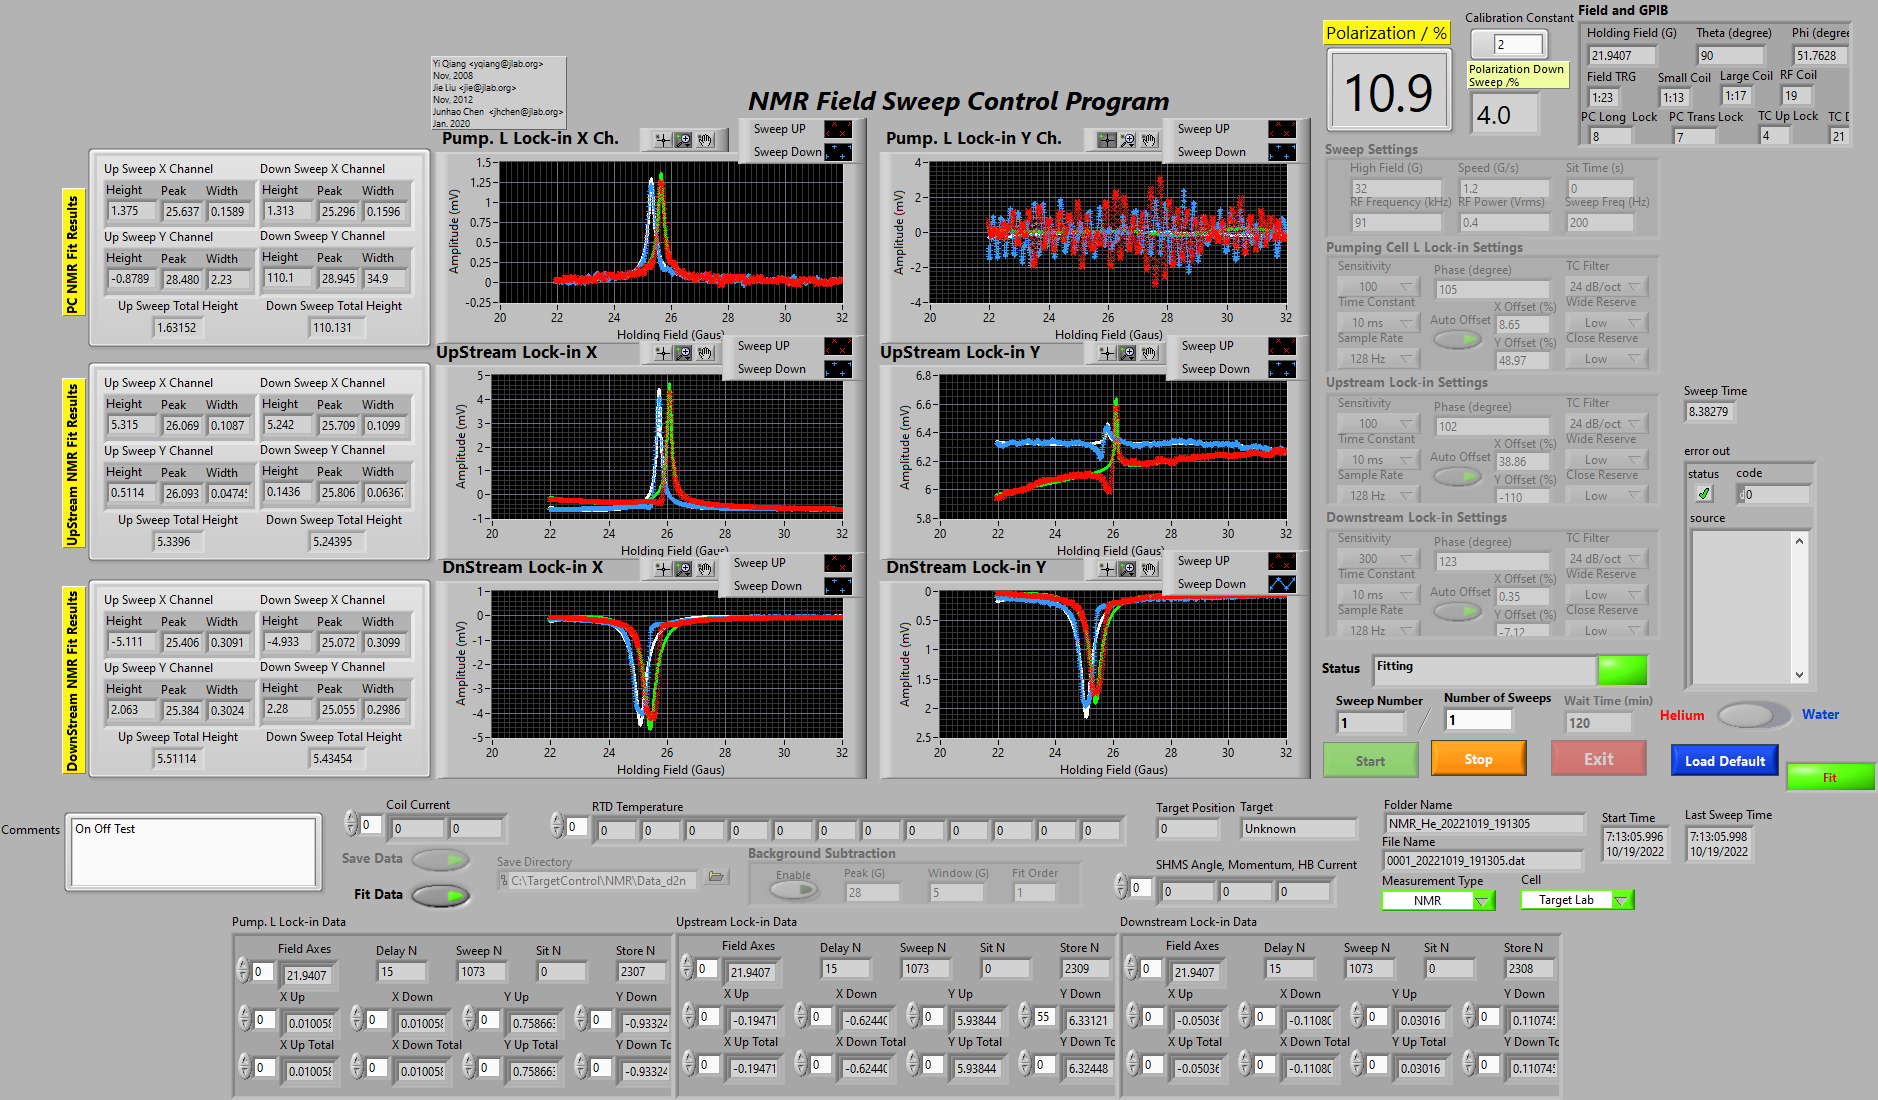 Yi Qiang <yqiang@jlab.org>
Nov, 2008
Jie Liu <jie@jlab.org>
Nov, 2012
Junhao Chen <jhchen@jlab.org>
Jan. 2020
NMR Field Sweep Control Program
Polarization / %
10.9
Calibration Constant
2
Polarization Down
Sweep /%
4.0
Field and GPIB
Holding Field (G) Theta (degree) Phi (degree
21.9407 90 51.7628
Field TRG Small Coil Large Coil RF Coil
1:23 1:13 1:17 19
PC Long Lock PC Trans Lock TC Up Lock TC D
8 7 4 21
PC NMR Fit Results
Up Sweep X Channel Down Sweep X Channel
Height Peak Width Height Peak Width
1.375 25.637 0.1589 1.313 25.296 0.1596
Up Sweep Y Channel Down Sweep Y Channel
Height Peak Width Height Peak Width
-0.8789 28.480 2.23 110.1 28.945 34.9
Up Sweep Total Height Down Sweep Total Height
1.63152 110.131
UpStream NMR Fit Results
Up Sweep X Channel Down Sweep X Channel
Height Peak Width Height Peak Width
5.315 26.069 0.1087 5.242 25.709 0.1099
Up Sweep Y Channel Down Sweep Y Channel
Height Peak Width Height Peak Width
0.5114 26.093 0.0474 0.1436 25.806 0.0636
Up Sweep Total Height Down Sweep Total Height
5.3396 5.24395
DownStream NMR Fit Results
Up Sweep X Channel Down Sweep X Channel
Height Peak Width Height Peak Width
-5.111 25.406 0.3091 -4.933 25.072 0.3099
Up Sweep Y Channel Down Sweep Y Channel
Height Peak Width Height Peak Width
2.063 25.384 0.3024 2.28 25.055 0.2986
Up Sweep Total Height Down Sweep Total Height
5.51114 5.43454
Pump. L Lock-in X Ch.
Sweep UP
Sweep Down
Amplitude (mV)
1.5
1.25
1
0.75
0.5
0.25
0
-0.25
20 22 24 26 28 30 32
Holding Field (Gaus)
Pump. L Lock-in Y Ch.
Sweep UP
Sweep Down
Amplitude (mV)
4
2
0
-2
-4
20 22 24 26 28 30 32
Holding Field (Gaus)
UpStream Lock-in X
Sweep UP
Sweep Down
Amplitude (mV)
5
4
3
2
1
0
-1
20 22 24 26 28 30 32
Holding Field (Gaus)
UpStream Lock-in Y
Sweep UP
Sweep Down
Amplitude (mV)
6.8
6.6
6.4
6.2
6
5.8
20 22 24 26 28 30 32
Holding Field (Gaus)
DnStream Lock-in X
Sweep UP
Sweep Down
Amplitude (mV)
1
0
-1
-2
-3
-4
-5
20 22 24 26 28 30 32
Holding Field (Gaus)
DnStream Lock-in Y
Sweep UP
Sweep Down
Amplitude (mV)
0
0.5
1
1.5
2
2.5
20 22 24 26 28 30 32
Holding Field (Gaus)
Sweep Settings
High Field (G) Speed (G/s) Sit Time (s)
32 1.2 0
RF Frequency (kHz) RF Power (Vrms) Sweep Freq (Hz)
91 0.4 200
Pumping Cell L Lock-in Settings
Sensitivity Phase (degree) TC Filter
100 105 24 dB/oct
Time Constant X Offset (%) Wide Reserve
10 ms Auto Offset 8.65 Low
Sample Rate Y Offset (%) Close Reserve
128 Hz 48.97 Low
Upstream Lock-in Settings
Sensitivity Phase (degree) TC Filter
100 102 24 dB/oct
Time Constant X Offset (%) Wide Reserve
10 ms Auto Offset 38.86 Low
Sample Rate Y Offset (%) Close Reserve
128 Hz -110 Low
Downstream Lock-in Settings
Sensitivity Phase (degree) TC Filter
300 123 24 dB/oct
Time Constant X Offset (%) Wide Reserve
10 ms Auto Offset 0.35 Low
Sample Rate Y Offset (%) Close Reserve
128 Hz -7.12 Low
Sweep Time
8.38279
error out
status code
0
source
Status Fitting
Sweep Number Number of Sweeps Wait Time (min)
1 / 1 120
Helium Water
Start Stop Exit Load Default Fit
Comments On Off Test
Coil Current
0 0 0
Save Data
Fit Data
RTD Temperature
0 0 0 0 0 0 0 0 0 0 0 0 0
Save Directory
C:\TargetControl\NMR\Data_d2n
Background Subtraction
Enable Peak (G) Window (G) Fit Order
28 5 1
Target Position Target
0 Unknown
SHMS Angle, Momentum, HB Current
0 0 0 0
Folder Name
NMR_He_20221019_191305
File Name
0001_20221019_191305.dat
Measurement Type Cell
NMR Target Lab
Start Time Last Sweep Time
7:13:05.996 7:13:05.998
10/19/2022 10/19/2022
Pump. L Lock-in Data
Field Axes Delay N Sweep N Sit N Store N
0 21.9407 15 1073 0 2307
X Up X Down Y Up Y Down
0 0.01005 0 0.01005 0 0.75866 0 -0.9332
X Up Total X Down Total Y Up Total Y Down To
0 0.01005 0 0.01005 0 0.75866 0 -0.9332
Upstream Lock-in Data
Field Axes Delay N Sweep N Sit N Store N
0 21.9407 15 1073 0 2309
X Up X Down Y Up Y Down
0 -0.19471 0 -0.6244 0 5.93844 55 6.33121
X Up Total X Down Total Y Up Total Y Down To
0 -0.19471 0 -0.6244 0 5.93844 0 6.32448
Downstream Lock-in Data
Field Axes Delay N Sweep N Sit N Store N
0 21.9407 15 1073 0 2308
X Up X Down Y Up Y Down
0 -0.0503 0 -0.1108 0 0.03016 0 0.11074
X Up Total X Down Total Y Up Total Y Down To
0 -0.0503 0 -0.1108 0 0.03016 0 0.11074